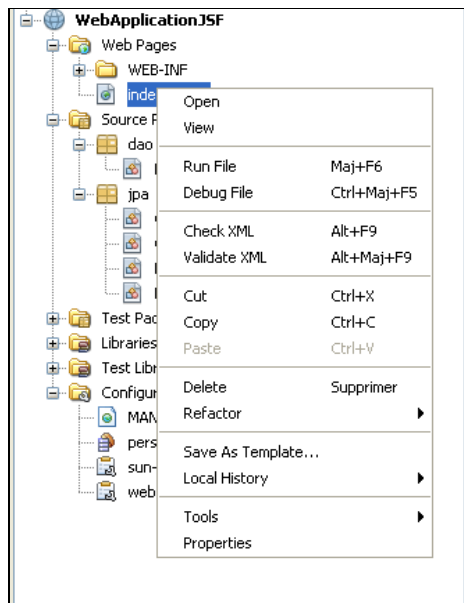 WebApplicationJSF
Web Pages
WEB-INF
inde
Open
Source
View
dao
Run File Maj+F6
Debug File Ctrl+Maj+F5
jpa
Check XML Alt+F9
Validate XML Alt+Maj+F9
Cut Ctrl+X
Test Pac
Copy Ctrl+C
Libraries
Paste Ctrl+V
Test Libr
Configur
Delete Supprimer
MAN
Refactor
pers
Save As Template...
sun-
Local History
web
Tools
Properties